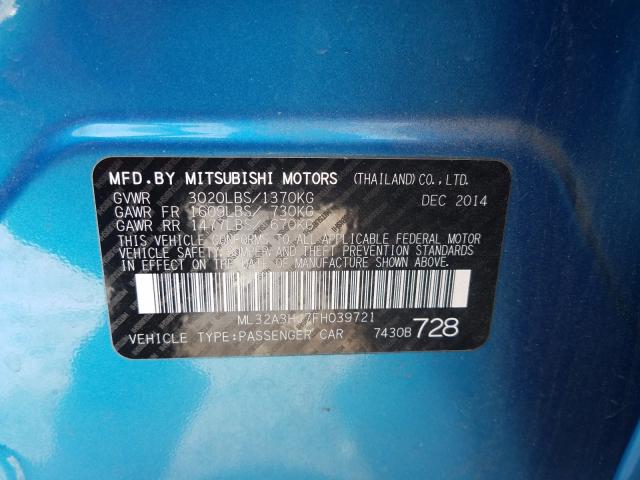 MFD.BY MITSUBISHI MOTORS (THAILAND)CO.,LTD.
GVWR 3020LBS/1370KG DEC 2014
GAWR FR 1609LBS/ 730KG
GAWR RR 1477LBS/ 670KG
THIS VEHICLE CONFORMS TO ALL APPLICABLE FEDERAL MOTOR
VEHICLE SAFETY, BUMPER, AND THEFT PREVENTION STANDARDS
IN EFFECT ON THE DATE OF MANUFACTURE SHOWN ABOVE.
ML32A3HJ7FH039721
VEHICLE TYPE:PASSENGER CAR 7430B 728